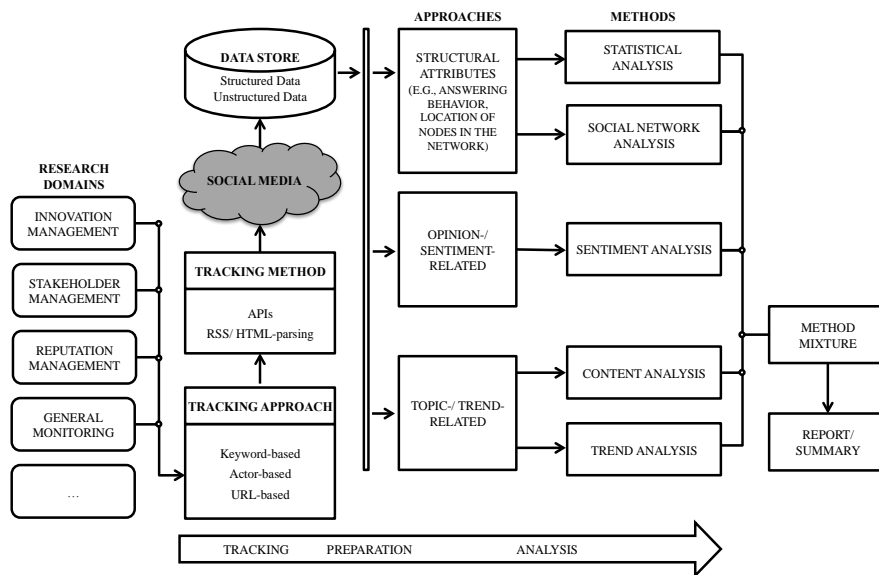 RESEARCH
DOMAINS
INNOVATION
MANAGEMENT
STAKEHOLDER
MANAGEMENT
REPUTATION
MANAGEMENT
GENERAL
MONITORING
…
DATA STORE
Structured Data
Unstructured Data
SOCIAL MEDIA
TRACKING METHOD
APIs
RSS/ HTML-parsing
TRACKING APPROACH
Keyword-based
Actor-based
URL-based
APPROACHES
STRUCTURAL
ATTRIBUTES
(E.G., ANSWERING
BEHAVIOR,
LOCATION OF
NODES IN THE
NETWORK)
OPINION-/
SENTIMENT-
RELATED
TOPIC-/ TREND-
RELATED
METHODS
STATISTICAL
ANALYSIS
SOCIAL NETWORK
ANALYSIS
SENTIMENT ANALYSIS
CONTENT ANALYSIS
TREND ANALYSIS
METHOD
MIXTURE
REPORT/
SUMMARY
TRACKING PREPARATION ANALYSIS